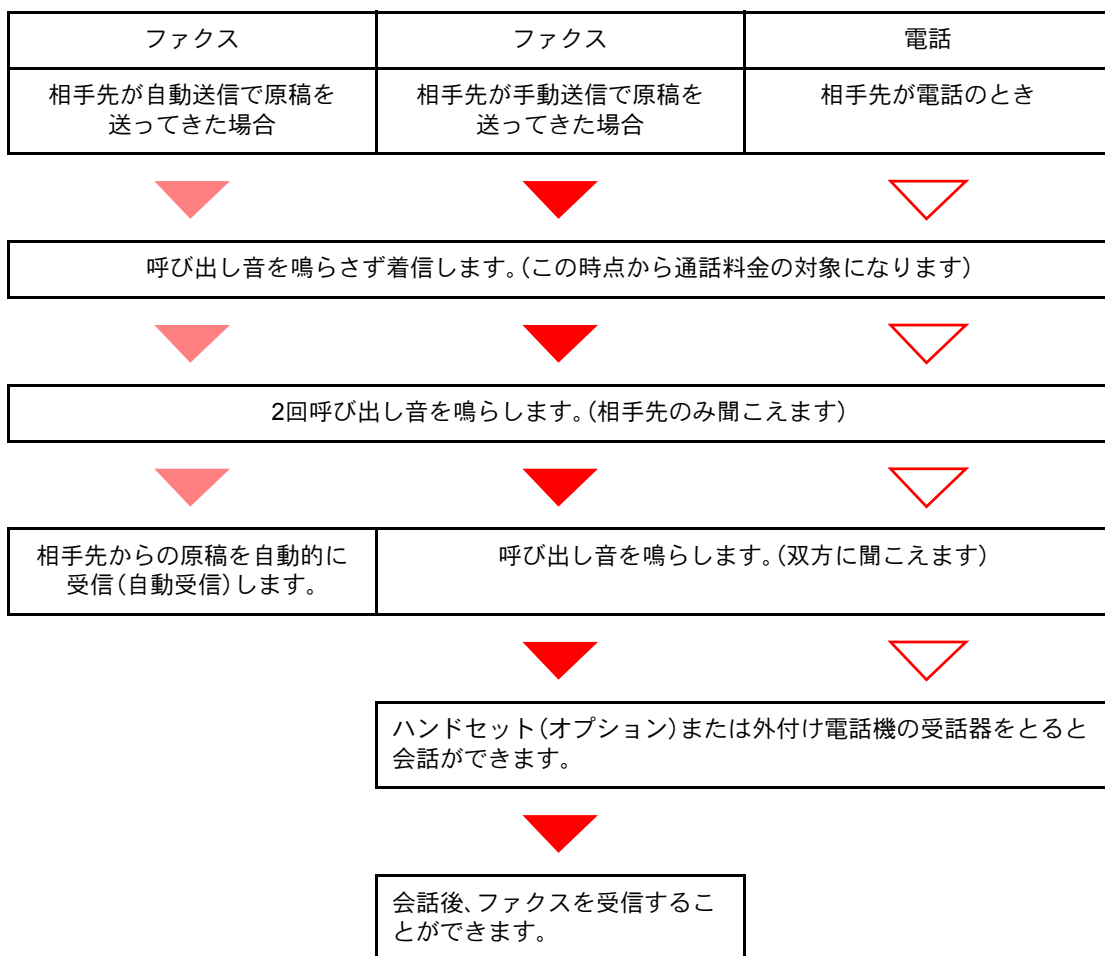 ファクス
ファクス
電話
相手先が自動送信で原稿を
送ってきた場合
相手先が手動送信で原稿を
送ってきた場合
相手先が電話のとき
呼び出し音を鳴らさず着信します。(この時点から通話料金の対象になります)
2回呼び出し音を鳴らします。(相手先のみ聞こえます)
相手先からの原稿を自動的に
受信(自動受信)します。
呼び出し音を鳴らします。(双方に聞こえます)
ハンドセット(オプション)または外付け電話機の受話器をとると
会話ができます。
会話後、ファクスを受信するこ
とができます。